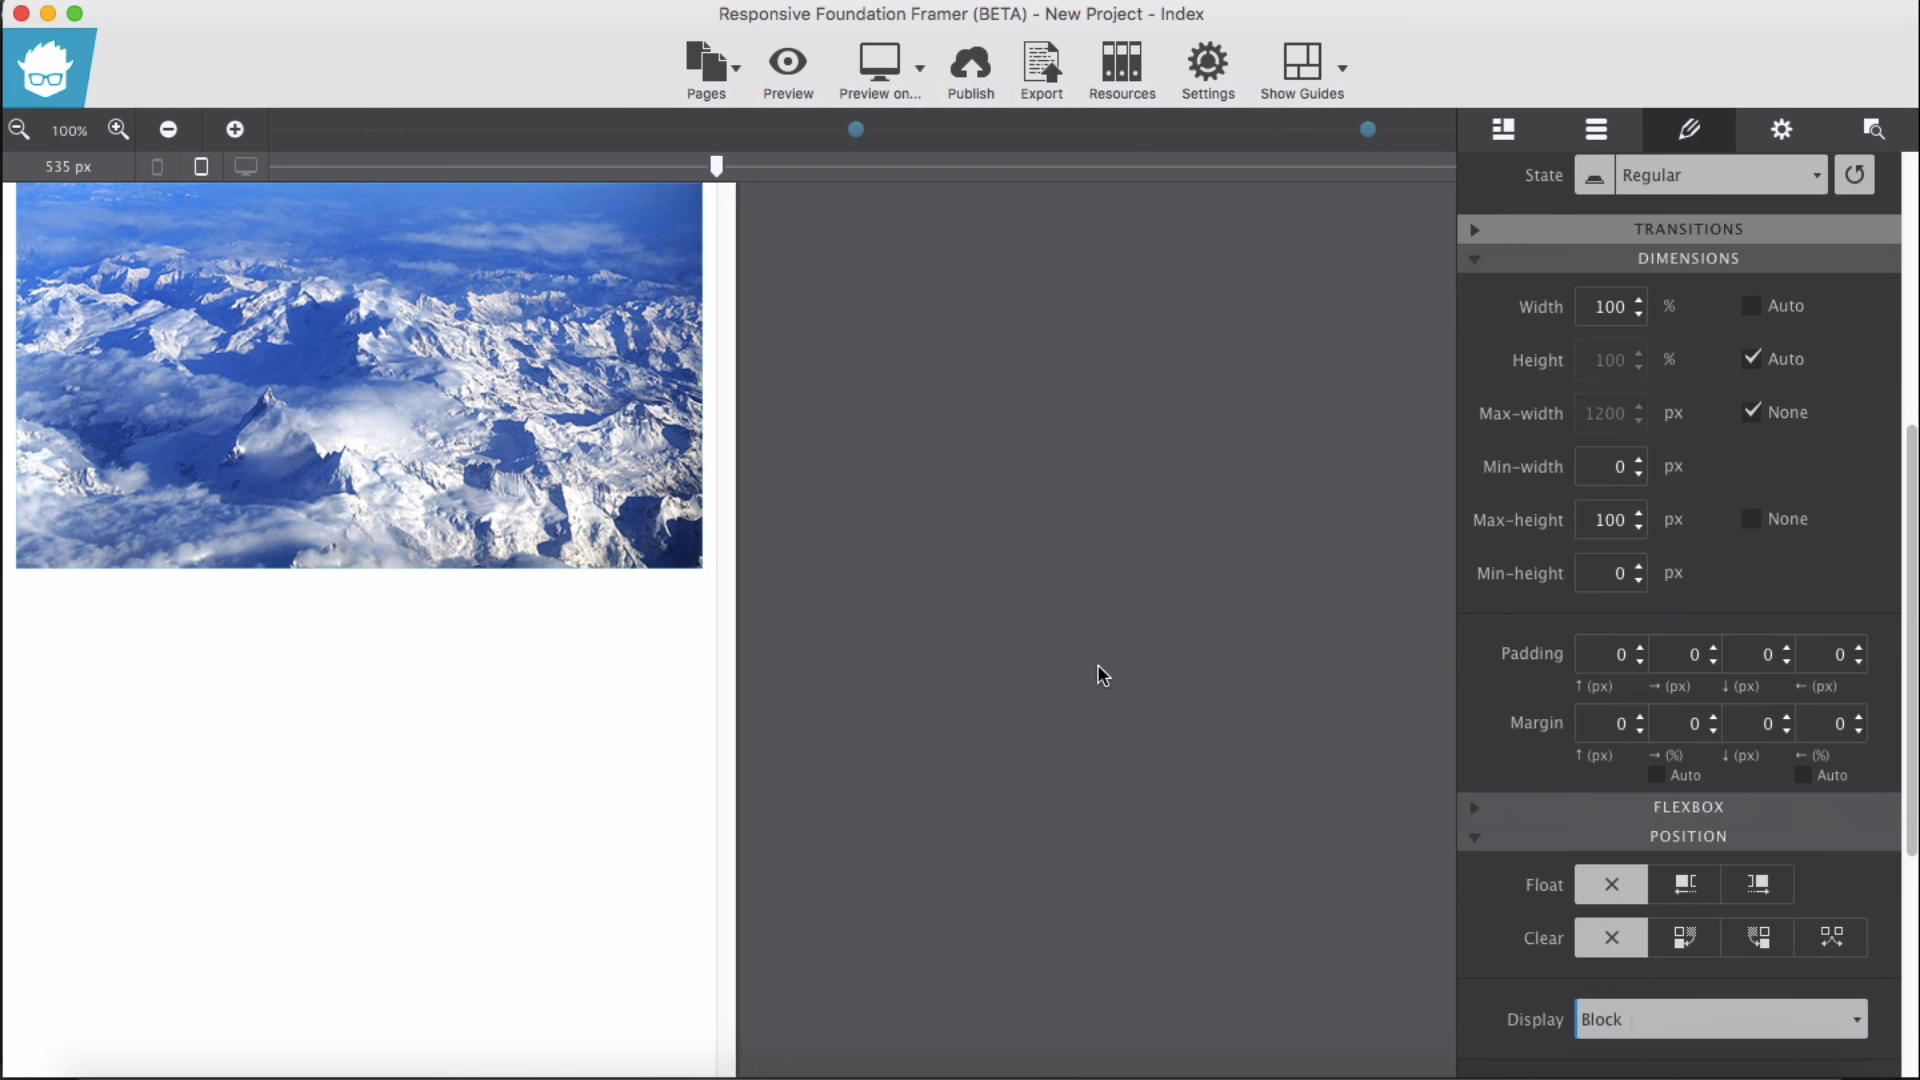 Responsive Foundation Framer (BETA) - New Project - Index
Pages Preview Preview on... Publish Export Resources Settings Show Guides
100%
535 px
State Regular
TRANSITIONS
DIMENSIONS
Width 100 % Auto
Height 100 % Auto
Max-width 1200 px None
Min-width 0 px
Max-height 100 px None
Min-height 0 px
Padding 0 0 0 0
↑ (px) → (px) ↓ (px) ← (px)
Margin 0 0 0 0
↑ (px) → (%) ↓ (px) ← (%)
Auto Auto
FLEXBOX
POSITION
Float
Clear
Display Block